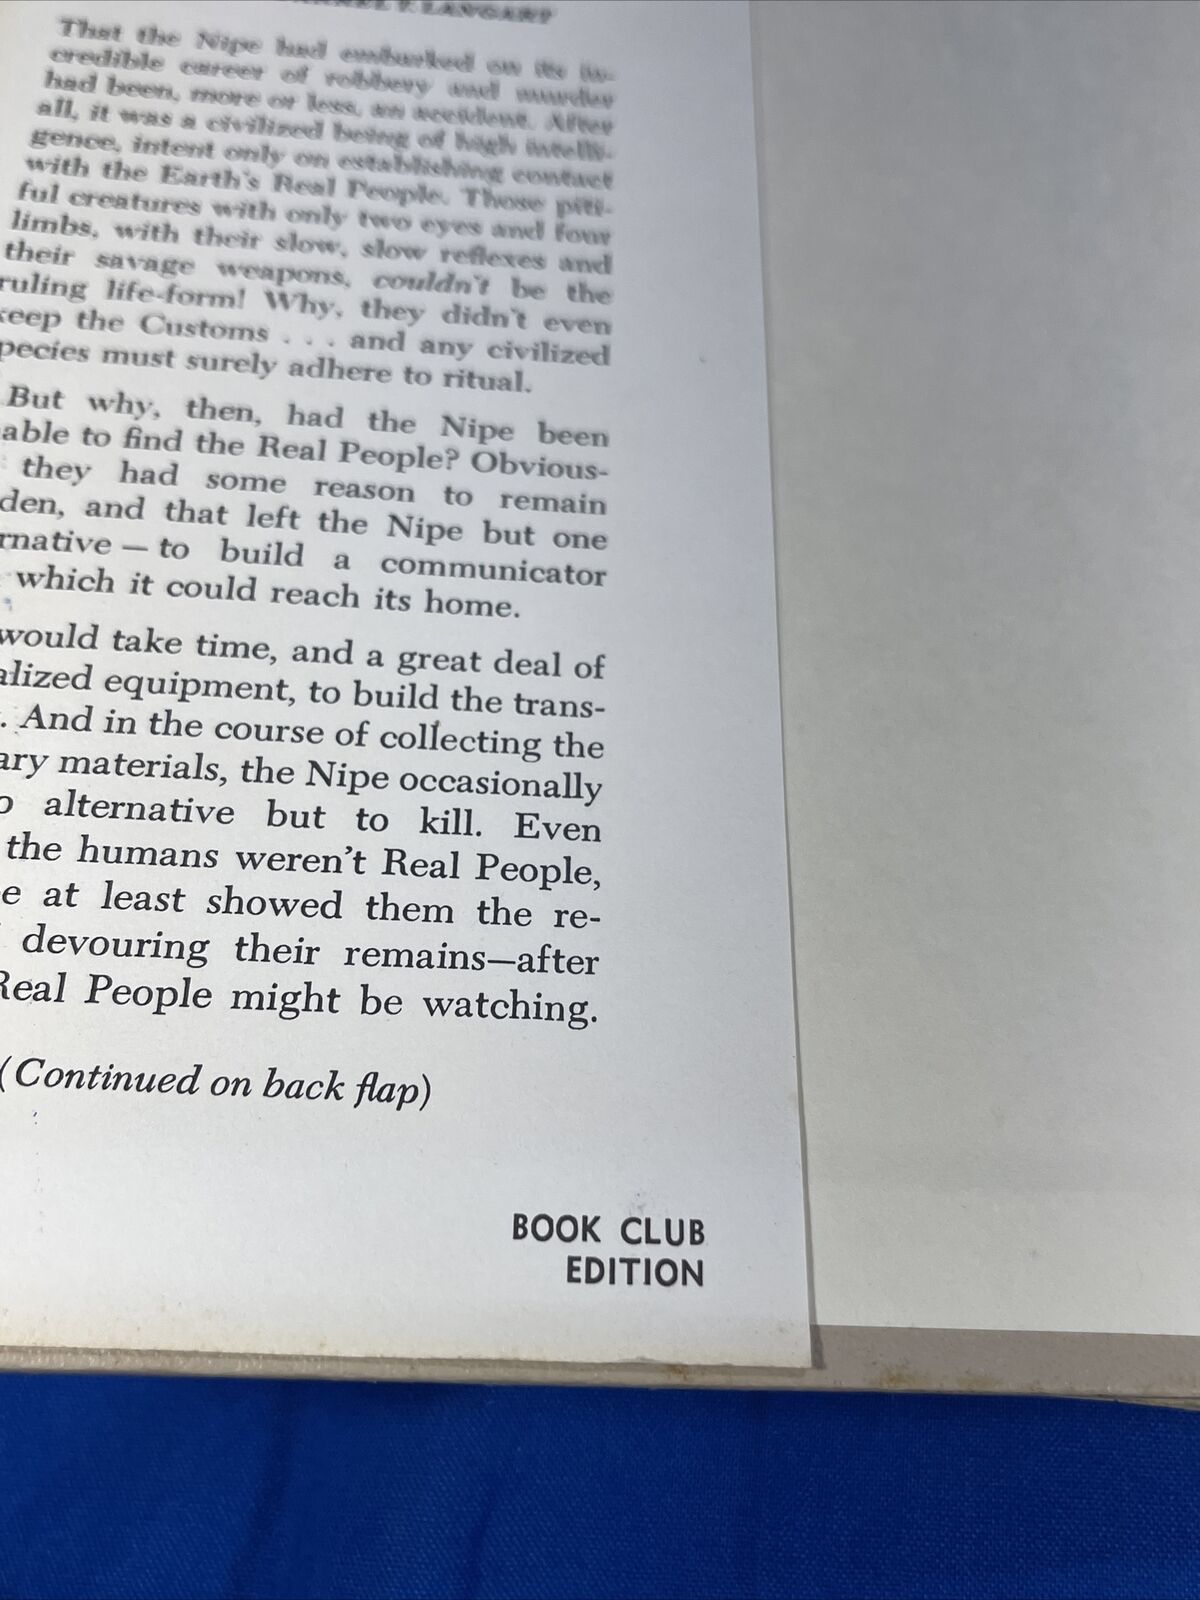 That the Nipe had embarked on its in-
credible career of robbery and murder
had been, more or less, an accident. After
all, it was a civilized being of high intelli-
gence, intent only on establishing contact
with the Earth's Real People. Those piti-
ful creatures with only two eyes and four
limbs, with their slow, slow reflexes and
their savage weapons, couldn't be the
ruling life-form! Why, they didn't even
keep the Customs . . . and any civilized
pecies must surely adhere to ritual.
But why, then, had the Nipe been
able to find the Real People? Obvious-
they had some reason to remain
den, and that left the Nipe but one
rnative — to build a communicator
which it could reach its home.
would take time, and a great deal of
alized equipment, to build the trans-
. And in the course of collecting the
ary materials, the Nipe occasionally
o alternative but to kill. Even
the humans weren't Real People,
e at least showed them the re-
devouring their remains—after
Real People might be watching.
(Continued on back flap)
BOOK CLUB
EDITION